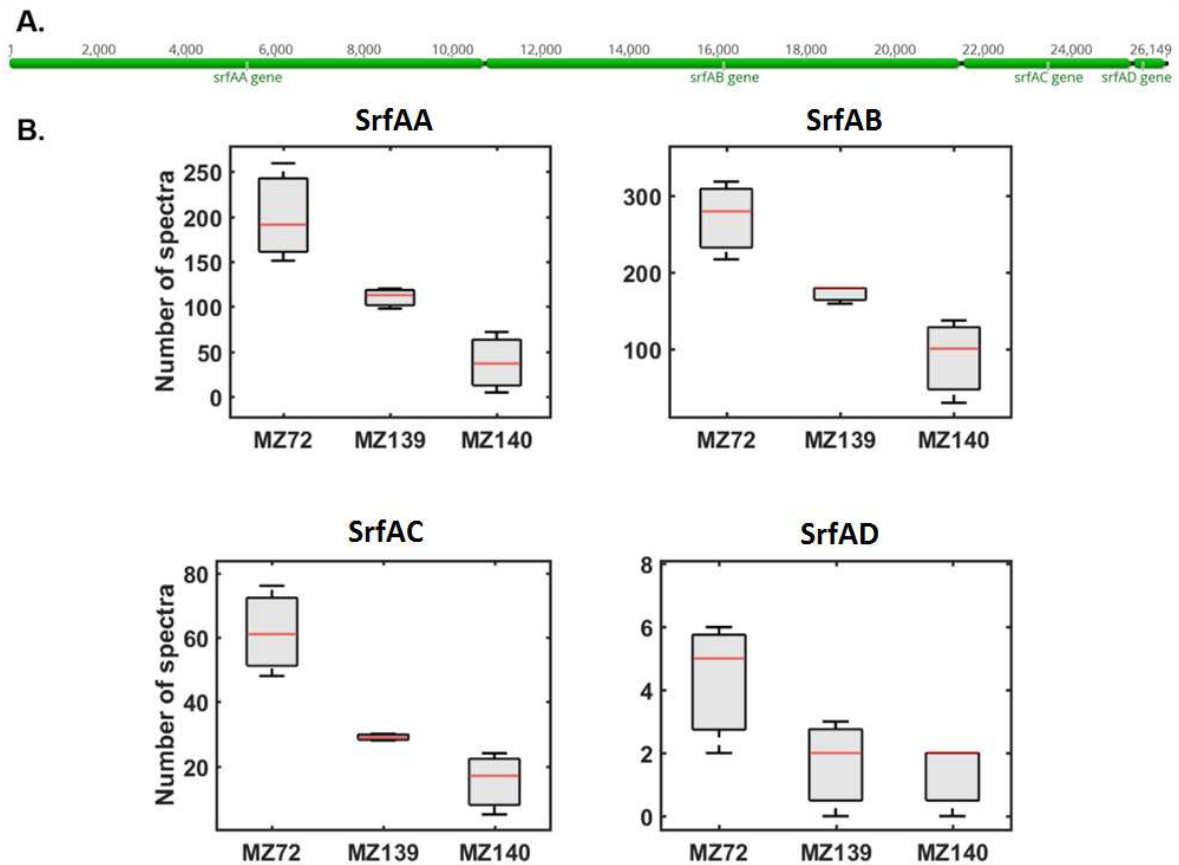 A.
1 2,000 4,000 6,000 8,000 10,000 12,000 14,000 16,000 18,000 20,000 22,000 24,000 26,149
srfAA gene srfAB gene srfAC gene srfAD gene
B.
SrfAA
Number of spectra
250
200
150
100
50
0
MZ72 MZ139 MZ140
SrfAB
300
200
100
MZ72 MZ139 MZ140
SrfAC
Number of spectra
80
60
40
20
MZ72 MZ139 MZ140
SrfAD
8
6
4
2
0
MZ72 MZ139 MZ140